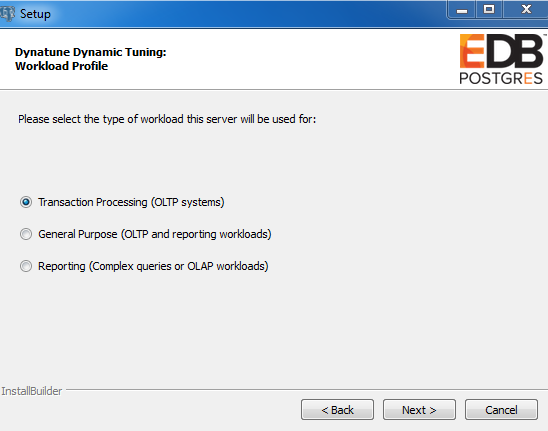 Setup
Dynatune Dynamic Tuning:
Workload Profile
EDB
POSTGRES
Please select the type of workload this server will be used for:
Transaction Processing (OLTP systems)
General Purpose (OLTP and reporting workloads)
Reporting (Complex queries or OLAP workloads)
InstallBuilder
< Back
Next >
Cancel